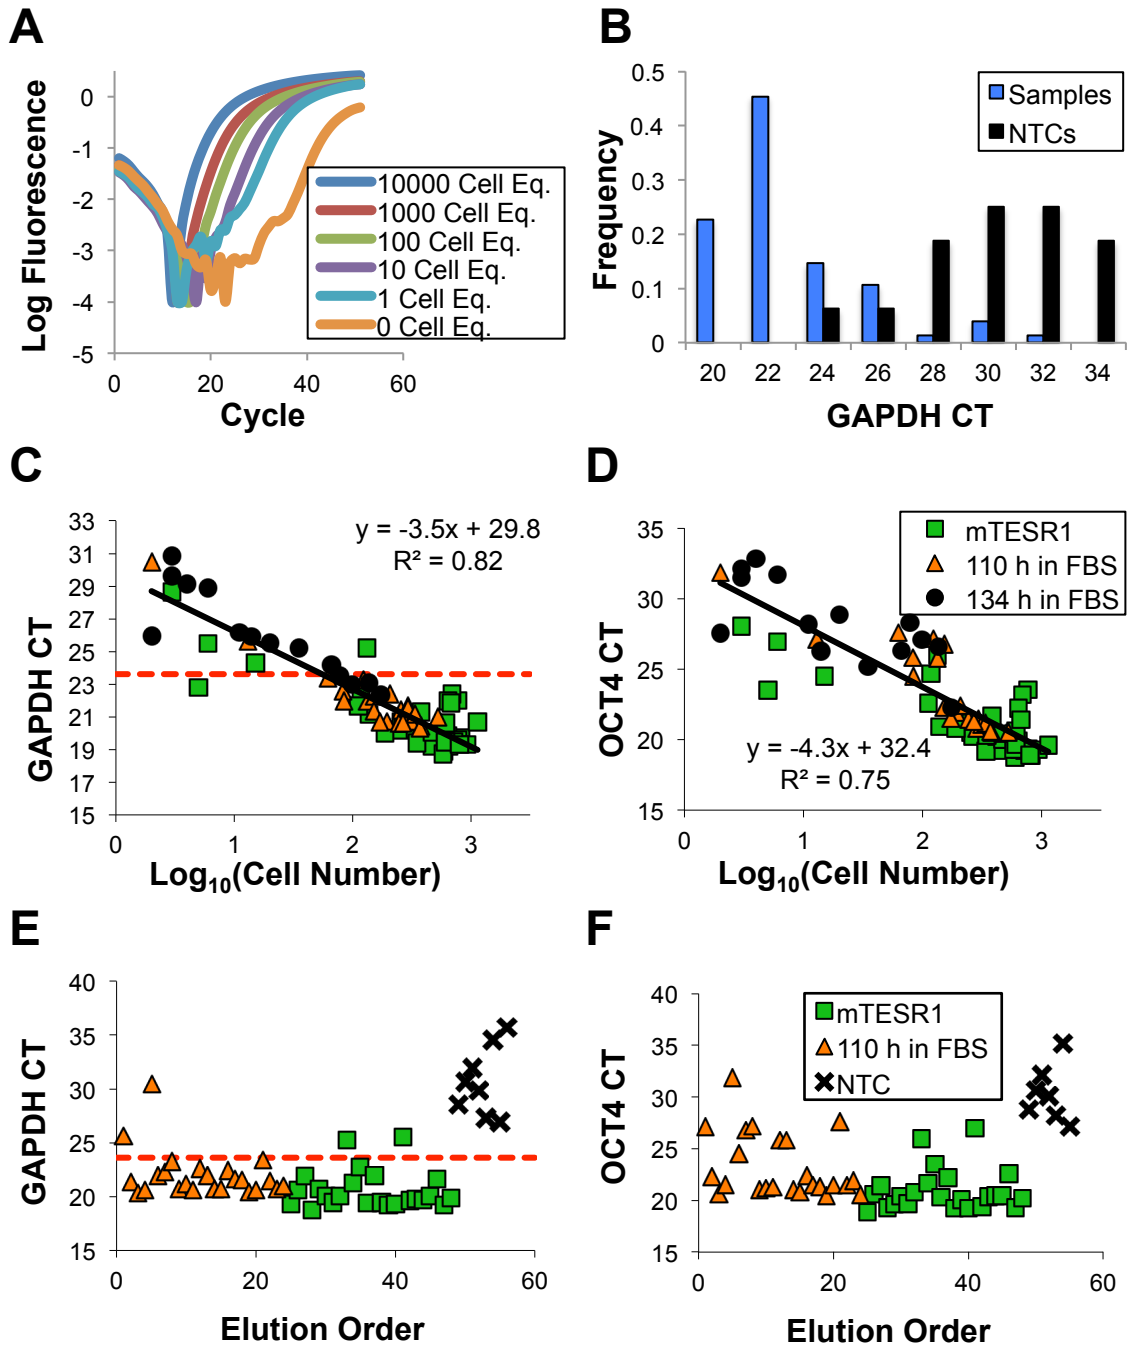 A
Log Fluorescence
0
-1
-2
-3
-4
-5
0
20
40
60
Cycle
10000 Cell Eq.
1000 Cell Eq.
100 Cell Eq.
10 Cell Eq.
1 Cell Eq.
0 Cell Eq.
B
Frequency
0.5
0.4
0.3
0.2
0.1
0
20
22
24
26
28
30
32
34
GAPDH CT
Samples
NTCs
C
GAPDH CT
33
31
29
27
25
23
21
19
17
15
y = -3.5x + 29.8
R² = 0.82
0
1
2
3
Log10(Cell Number)
D
OCT4 CT
35
30
25
20
15
mTESR1
110 h in FBS
134 h in FBS
y = -4.3x + 32.4
R² = 0.75
0
1
2
3
Log10(Cell Number)
E
GAPDH CT
40
35
30
25
20
15
0
20
40
60
Elution Order
F
OCT4 CT
40
35
30
25
20
15
mTESR1
110 h in FBS
NTC
0
20
40
60
Elution Order